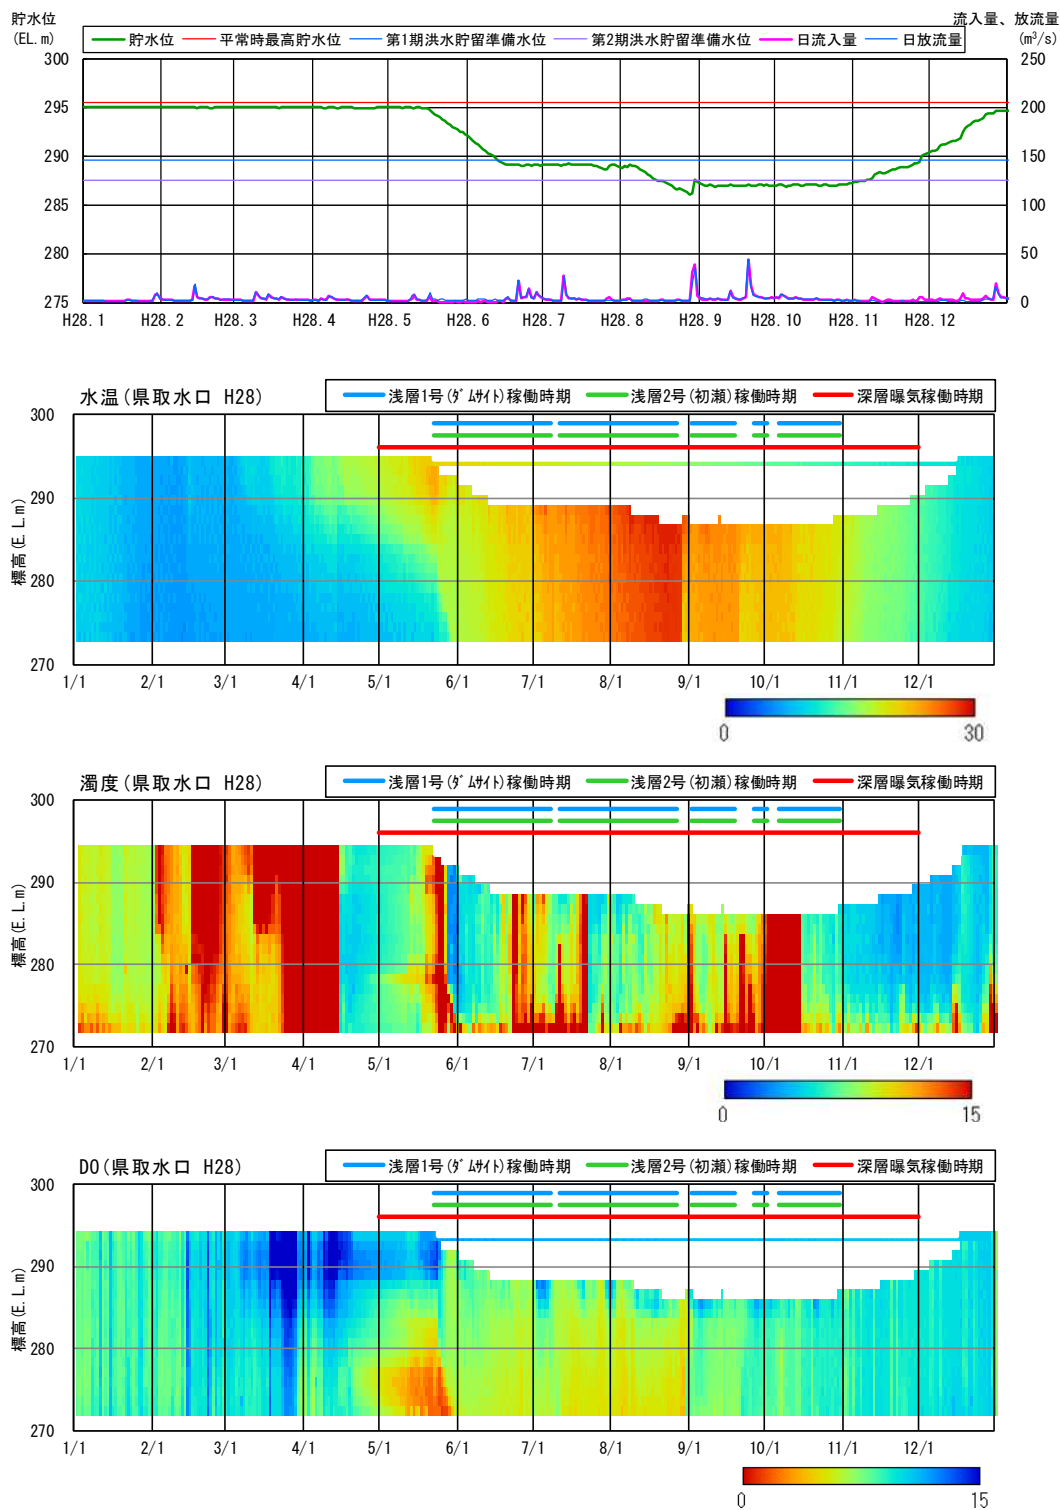 貯水位 流入量、放流量
(EL.m) (m³/s)
貯水位 平常時最高貯水位 第1期洪水貯留準備水位 第2期洪水貯留準備水位 日流入量 日放流量
300 250
295 200
290 150
285 100
280 50
275 0
H28.1 H28.2 H28.3 H28.4 H28.5 H28.6 H28.7 H28.8 H28.9 H28.10 H28.11 H28.12
水温(県取水口 H28)
浅層1号(ﾀﾞﾑｻｲﾄ)稼働時期 浅層2号(初瀬)稼働時期 深層曝気稼働時期
標高(E.L.m)
300
290
280
270
1/1 2/1 3/1 4/1 5/1 6/1 7/1 8/1 9/1 10/1 11/1 12/1
0 30
濁度(県取水口 H28)
浅層1号(ﾀﾞﾑｻｲﾄ)稼働時期 浅層2号(初瀬)稼働時期 深層曝気稼働時期
標高(E.L.m)
300
290
280
270
1/1 2/1 3/1 4/1 5/1 6/1 7/1 8/1 9/1 10/1 11/1 12/1
0 15
DO(県取水口 H28)
浅層1号(ﾀﾞﾑｻｲﾄ)稼働時期 浅層2号(初瀬)稼働時期 深層曝気稼働時期
標高(E.L.m)
300
290
280
270
1/1 2/1 3/1 4/1 5/1 6/1 7/1 8/1 9/1 10/1 11/1 12/1
0 15